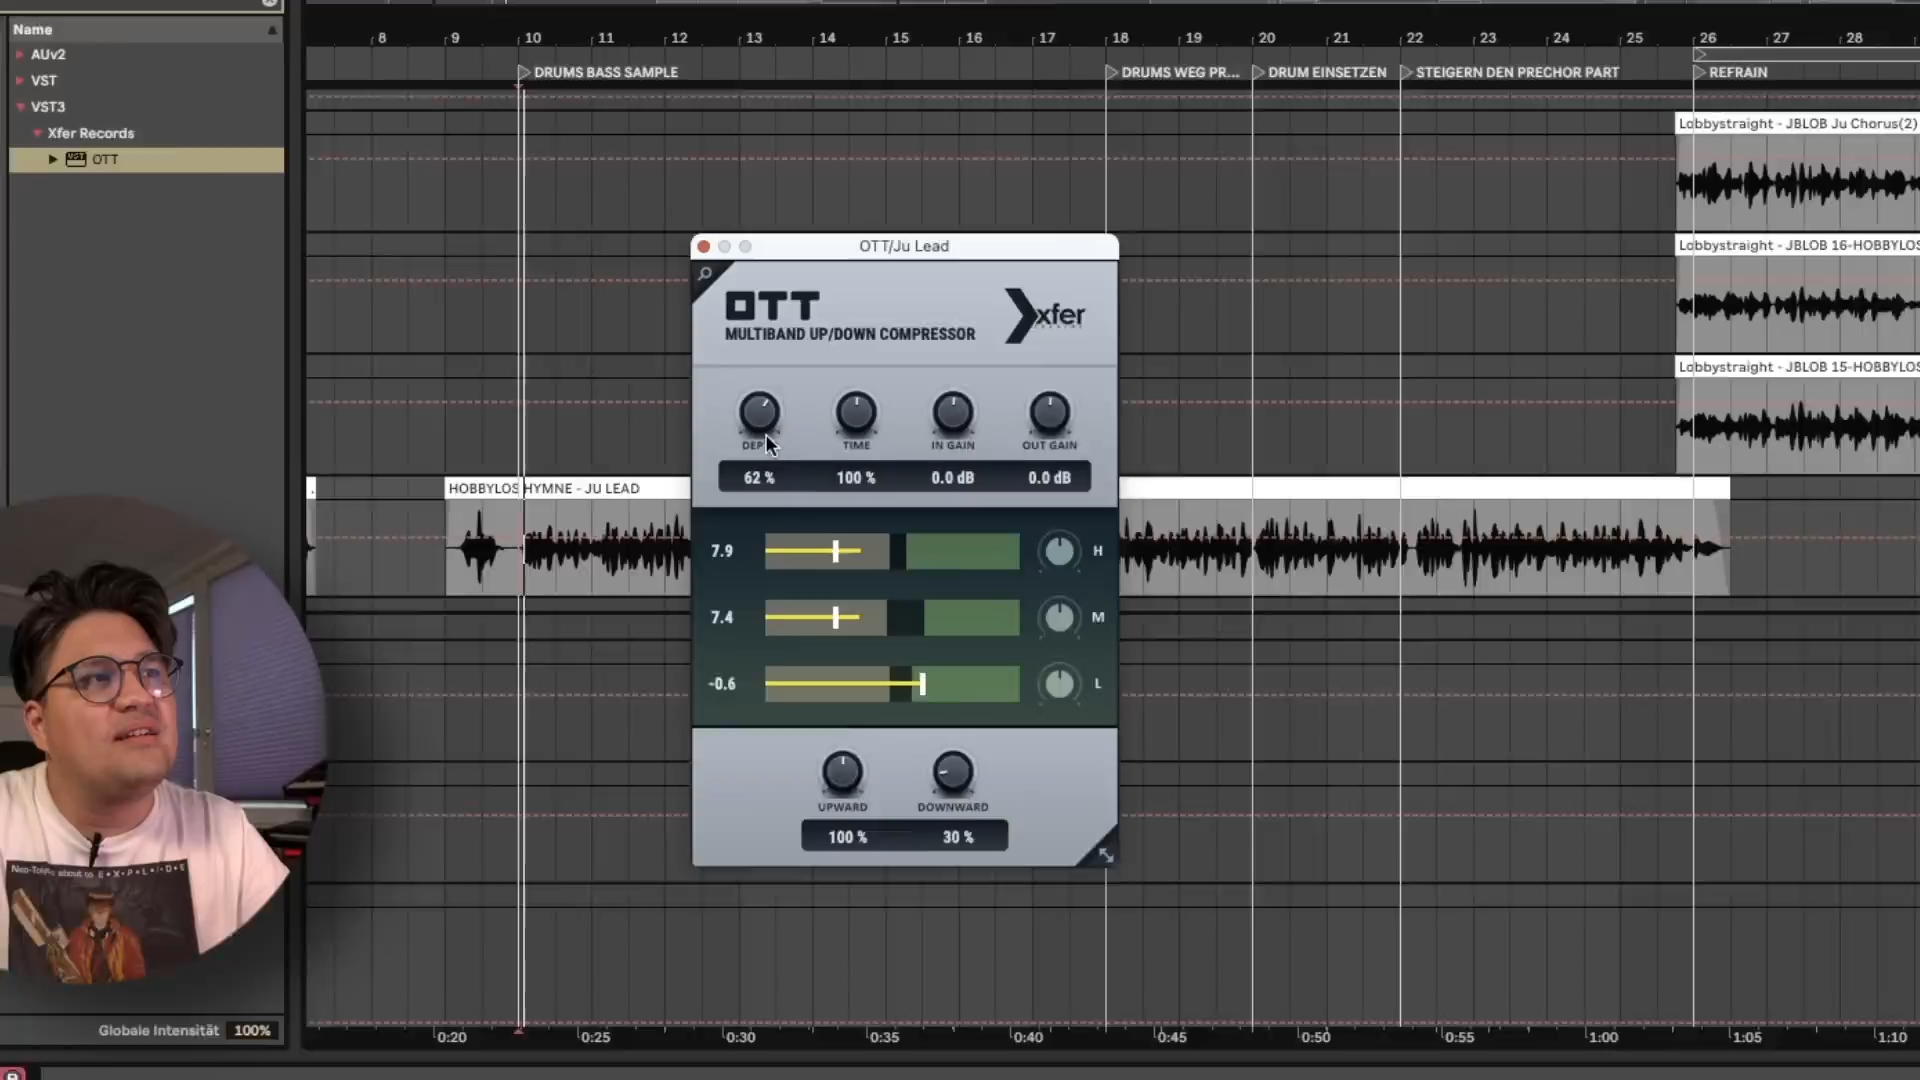 Name
AUv2
VST
VST3
Xfer Records
OTT
8 9 10 11 12 13 14 15 16 17 18 19 20 21 22 23 24 25 26 27 28
DRUMS BASS SAMPLE
DRUMS WEG PR...
DRUM EINSETZEN
STEIGERN DEN PRECHOR PART
REFRAIN
Lobbystraight - JBLOB Ju Chorus(2)
Lobbystraight - JBLOB 16-HOBBYLOS
Lobbystraight - JBLOB 15-HOBBYLOS
HOBBYLOS HYMNE - JU LEAD
OTT/Ju Lead
OTT
MULTIBAND UP/DOWN COMPRESSOR
xfer
TIME IN GAIN OUT GAIN
62 % 100 % 0.0 dB 0.0 dB
7.9 H
7.4 M
-0.6 L
UPWARD DOWNWARD
100 % 30 %
about to E•X•P•L•O•D•E
Globale Intensität 100%
0:20 0:25 0:30 0:35 0:40 0:45 0:50 0:55 1:00 1:05 1:10